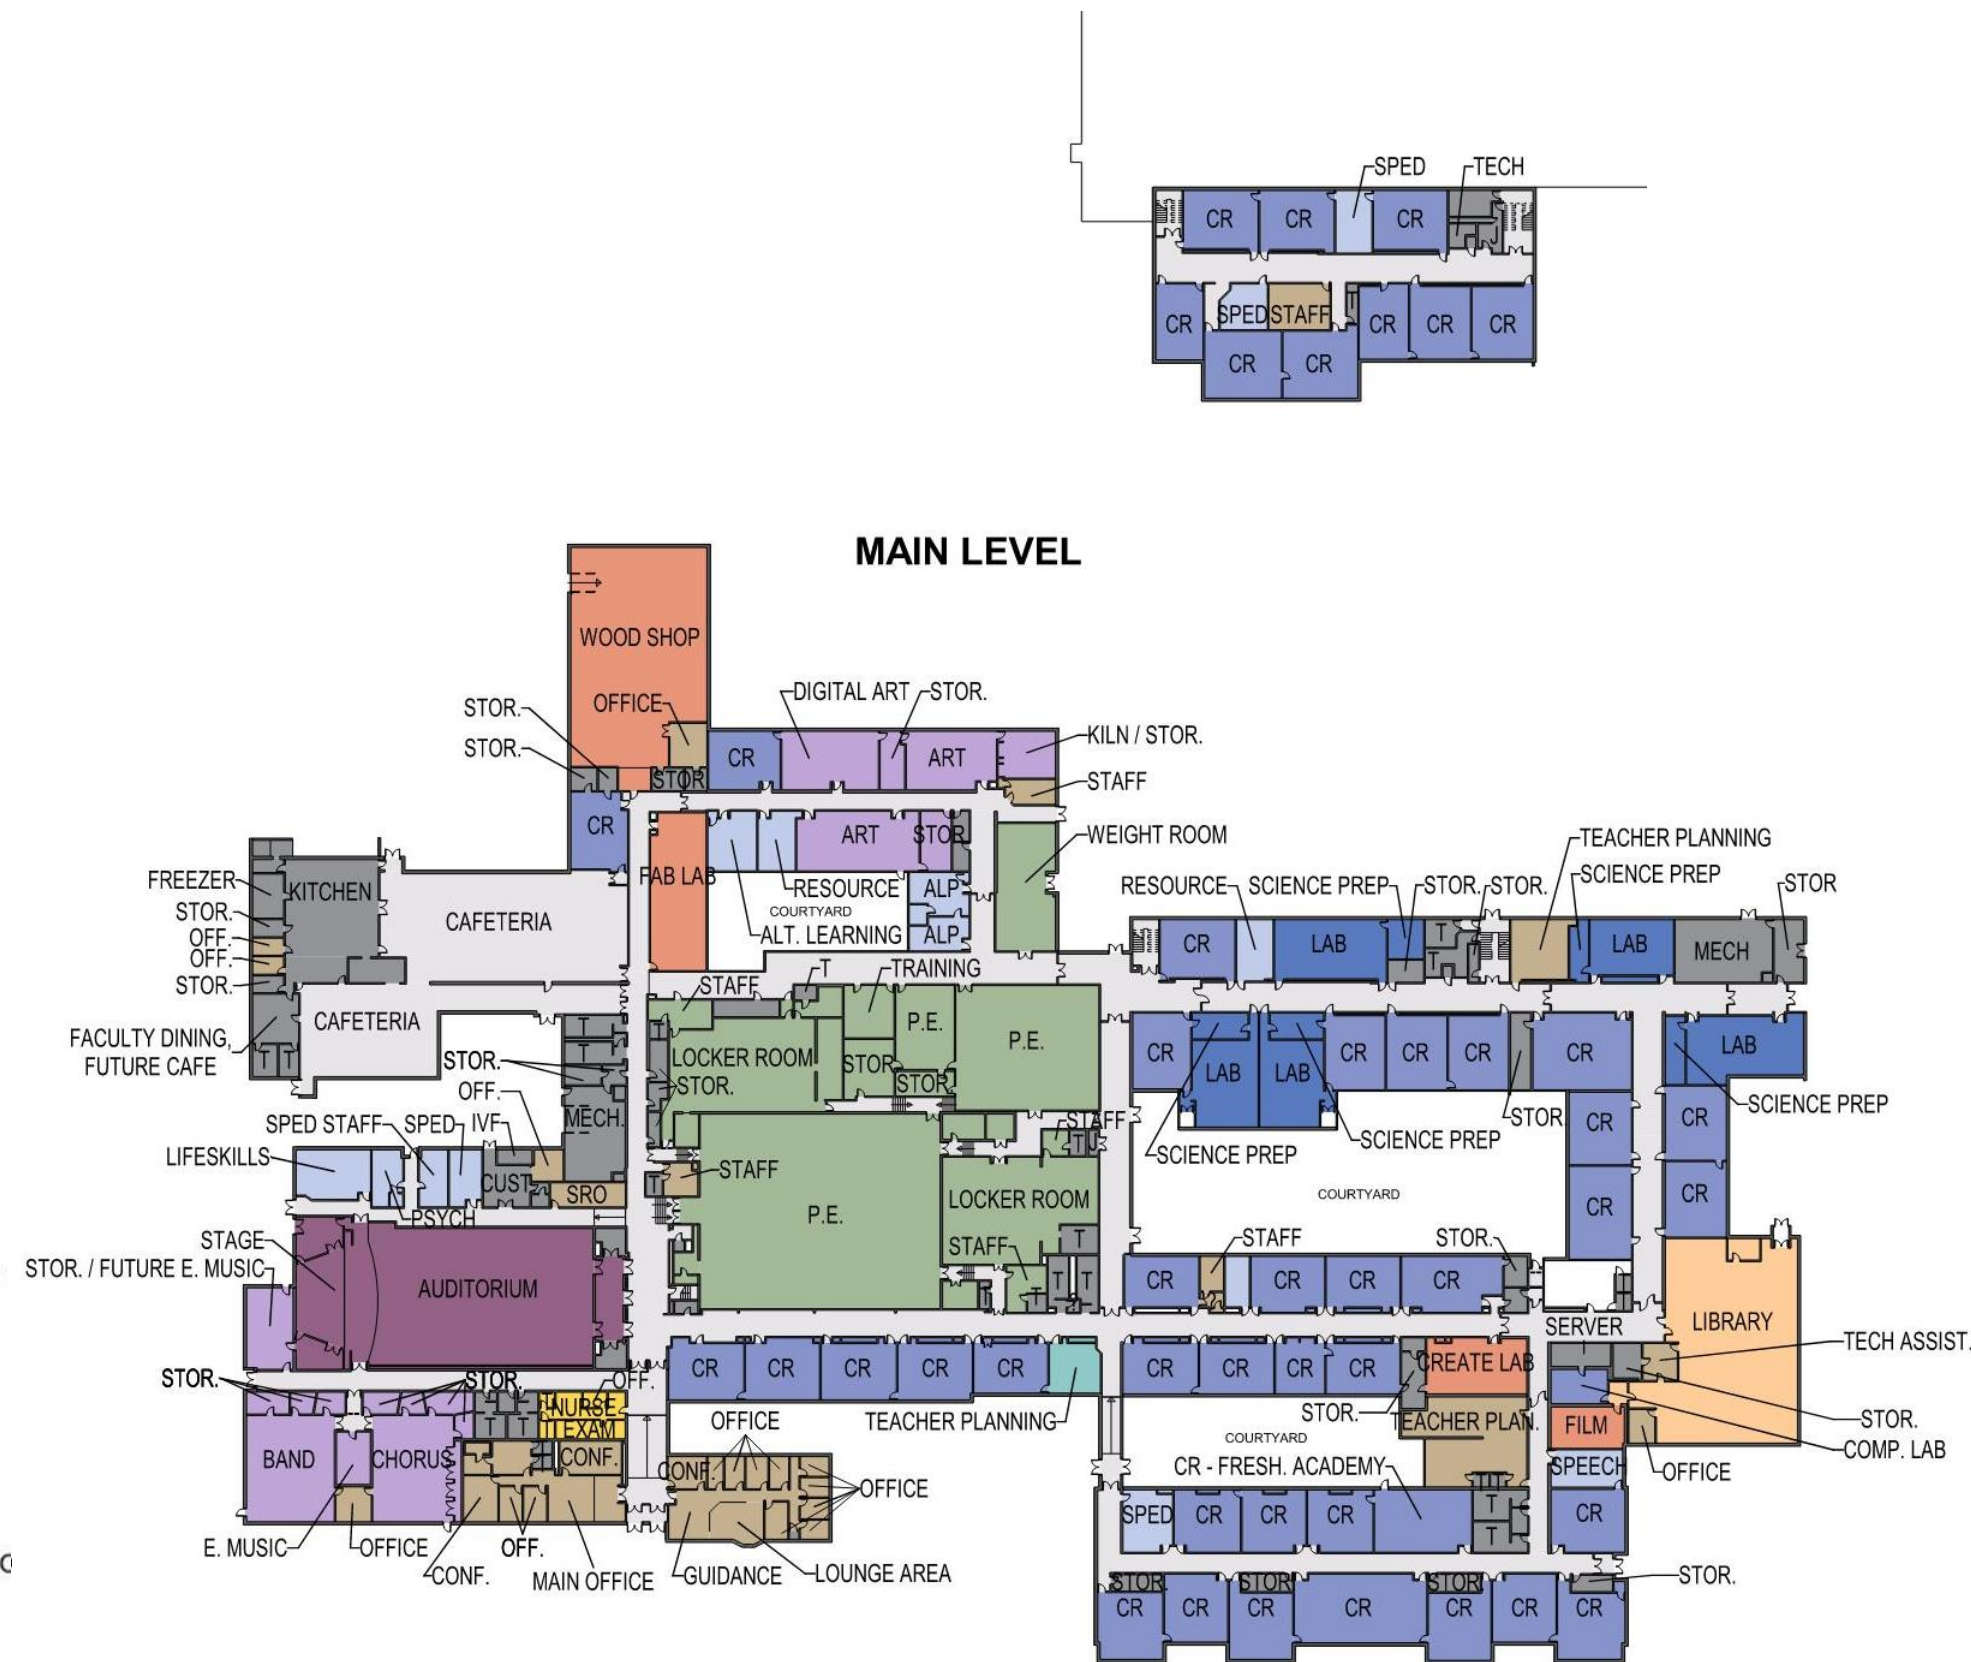 SPED
TECH
CR
CR
CR
CR
SPED
STAFF
T
CR
CR
CR
CR
CR
MAIN LEVEL
WOOD SHOP
OFFICE
STOR.
STOR.
STOR
DIGITAL ART
STOR.
CR
ART
KILN / STOR.
STAFF
CR
FAB LAB
ART
STOR.
RESOURCE
COURTYARD
ALT. LEARNING
ALP
ALP
WEIGHT ROOM
FREEZER
STOR.
OFF.
OFF.
STOR.
KITCHEN
CAFETERIA
CAFETERIA
FACULTY DINING,
FUTURE CAFE
T
T
STAFF
T
TRAINING
P.E.
P.E.
LOCKER ROOM
STOR.
STOR.
STOR.
T
T
T
STOR.
OFF.
MECH.
SPED STAFF
SPED
IVF
LIFESKILLS
CUST.
SRO
PSYCH
T
STAFF
P.E.
STAFF
T
J
LOCKER ROOM
T
STAFF
T
T
T
STAGE
STOR. / FUTURE E. MUSIC
AUDITORIUM
RESOURCE
SCIENCE PREP
STOR.
STOR.
TEACHER PLANNING
SCIENCE PREP
STOR
CR
LAB
T
T
LAB
MECH
CR
LAB
LAB
CR
CR
CR
STOR.
CR
LAB
SCIENCE PREP
SCIENCE PREP
SCIENCE PREP
CR
CR
CR
CR
COURTYARD
STAFF
STOR.
CR
CR
CR
CR
SERVER
LIBRARY
TECH ASSIST.
STOR.
COMP. LAB
OFFICE
CR
CR
CR
CR
CR
TEACHER PLANNING
CR
CR
CR
CR
STOR.
CREATE LAB
TEACHER PLAN.
FILM
SPEECH
CR
COURTYARD
CR - FRESH. ACADEMY
SPED
CR
CR
CR
T
T
STOR.
STOR
STOR
STOR.
CR
CR
CR
CR
CR
CR
CR
STOR.
STOR.
OFF.
NURSE
EXAM
T
T
T
T
BAND
CHORUS
CONF.
E. MUSIC
OFFICE
CONF.
OFF.
MAIN OFFICE
OFFICE
CONF.
OFFICE
GUIDANCE
LOUNGE AREA